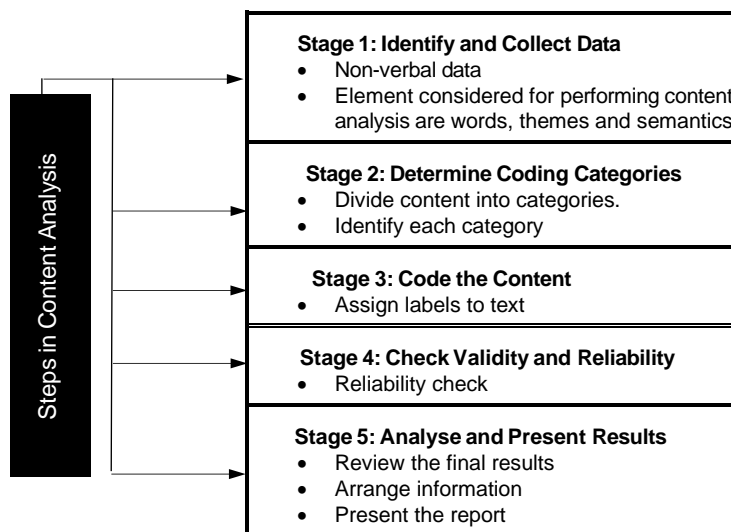 Steps in Content Analysis
Stage 1: Identify and Collect Data
• Non-verbal data
• Element considered for performing content
analysis are words, themes and semantics
Stage 2: Determine Coding Categories
• Divide content into categories.
• Identify each category
Stage 3: Code the Content
• Assign labels to text
Stage 4: Check Validity and Reliability
• Reliability check
Stage 5: Analyse and Present Results
• Review the final results
• Arrange information
• Present the report